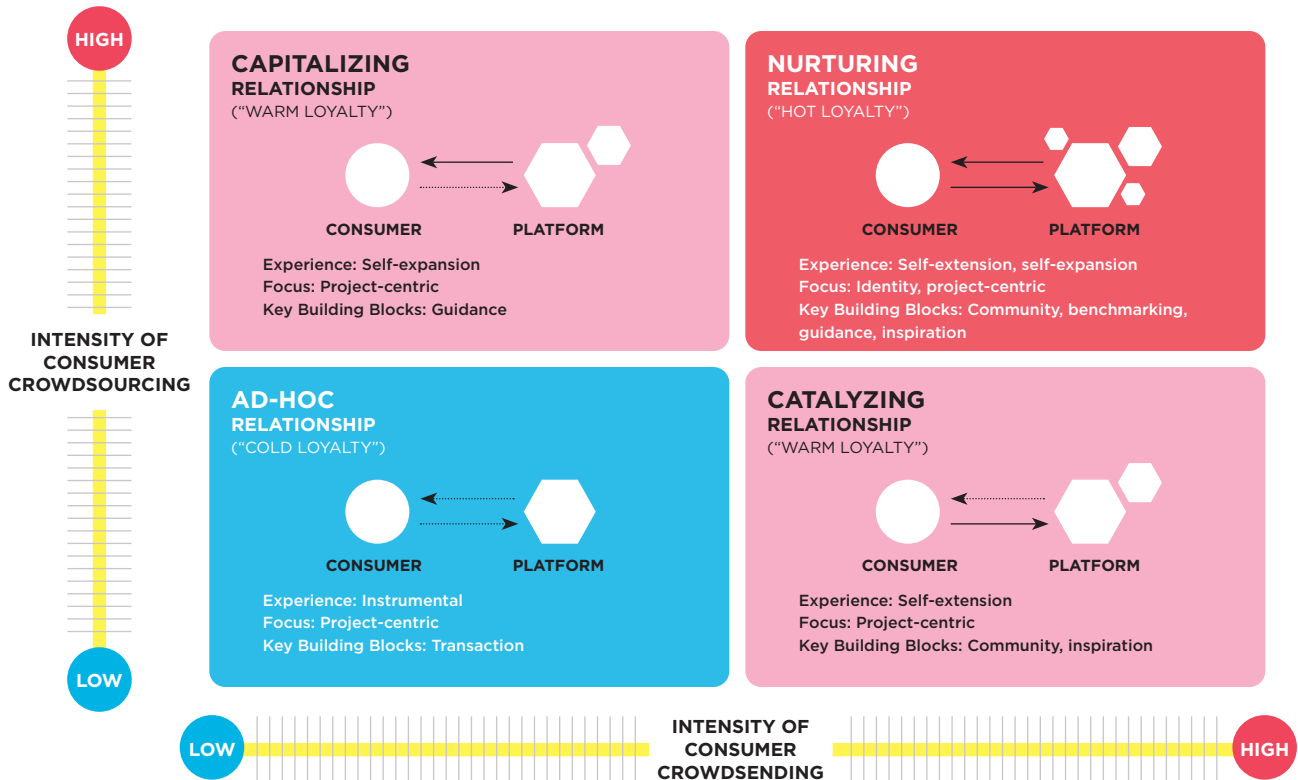 HIGH
CAPITALIZING
RELATIONSHIP
(“WARM LOYALTY”)
CONSUMER
PLATFORM
Experience: Self-expansion
Focus: Project-centric
Key Building Blocks: Guidance
NURTURING
RELATIONSHIP
(“HOT LOYALTY”)
CONSUMER
PLATFORM
Experience: Self-extension, self-expansion
Focus: Identity, project-centric
Key Building Blocks: Community, benchmarking,
guidance, inspiration
INTENSITY OF
CONSUMER
CROWDSOURCING
AD-HOC
RELATIONSHIP
(“COLD LOYALTY”)
CONSUMER
PLATFORM
Experience: Instrumental
Focus: Project-centric
Key Building Blocks: Transaction
CATALYZING
RELATIONSHIP
(“WARM LOYALTY”)
CONSUMER
PLATFORM
Experience: Self-extension
Focus: Project-centric
Key Building Blocks: Community, inspiration
LOW
LOW
INTENSITY OF
CONSUMER
CROWDSENDING
HIGH